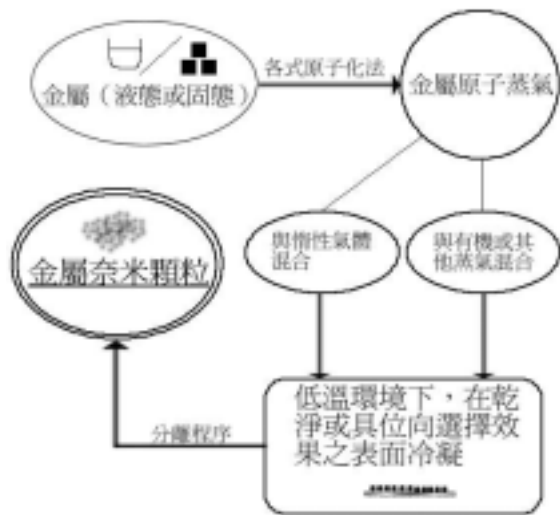 金屬（液態或固態）
各式原子化法
金屬原子蒸氣
與惰性氣體
混合
與有機或其
他蒸氣混合
低溫環境下，在乾
淨或具位向選擇效
果之表面冷凝
分離程序
金屬奈米顆粒